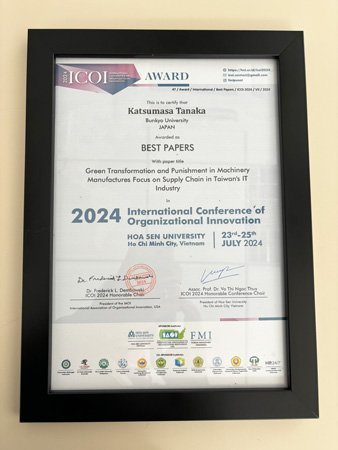 2024
ICOI
AWARD
This is to certify that
Katsumasa Tanaka
Bunkyo University
JAPAN
Awarded as
BEST PAPERS
With paper title
Green Transformation and Punishment in Machinery
Manufactures Focus on Supply Chain in Taiwan's IT
Industry
in
2024 International Conference of
Organizational Innovation
HOA SEN UNIVERSITY
Ho Chi Minh City, Vietnam
23rd-25th
JULY 2024
ICOI 2024 Honorable Chair
President of the IAOI
International Association of Organizational Innovation, USA
Assoc. Prof. Dr. Vo Thi Ngoc Thuy
ICOI 2024 Honorable Conference Chair
President of Hoa Sen University
Ho Chi Minh City, Vietnam
IAOI
FMI